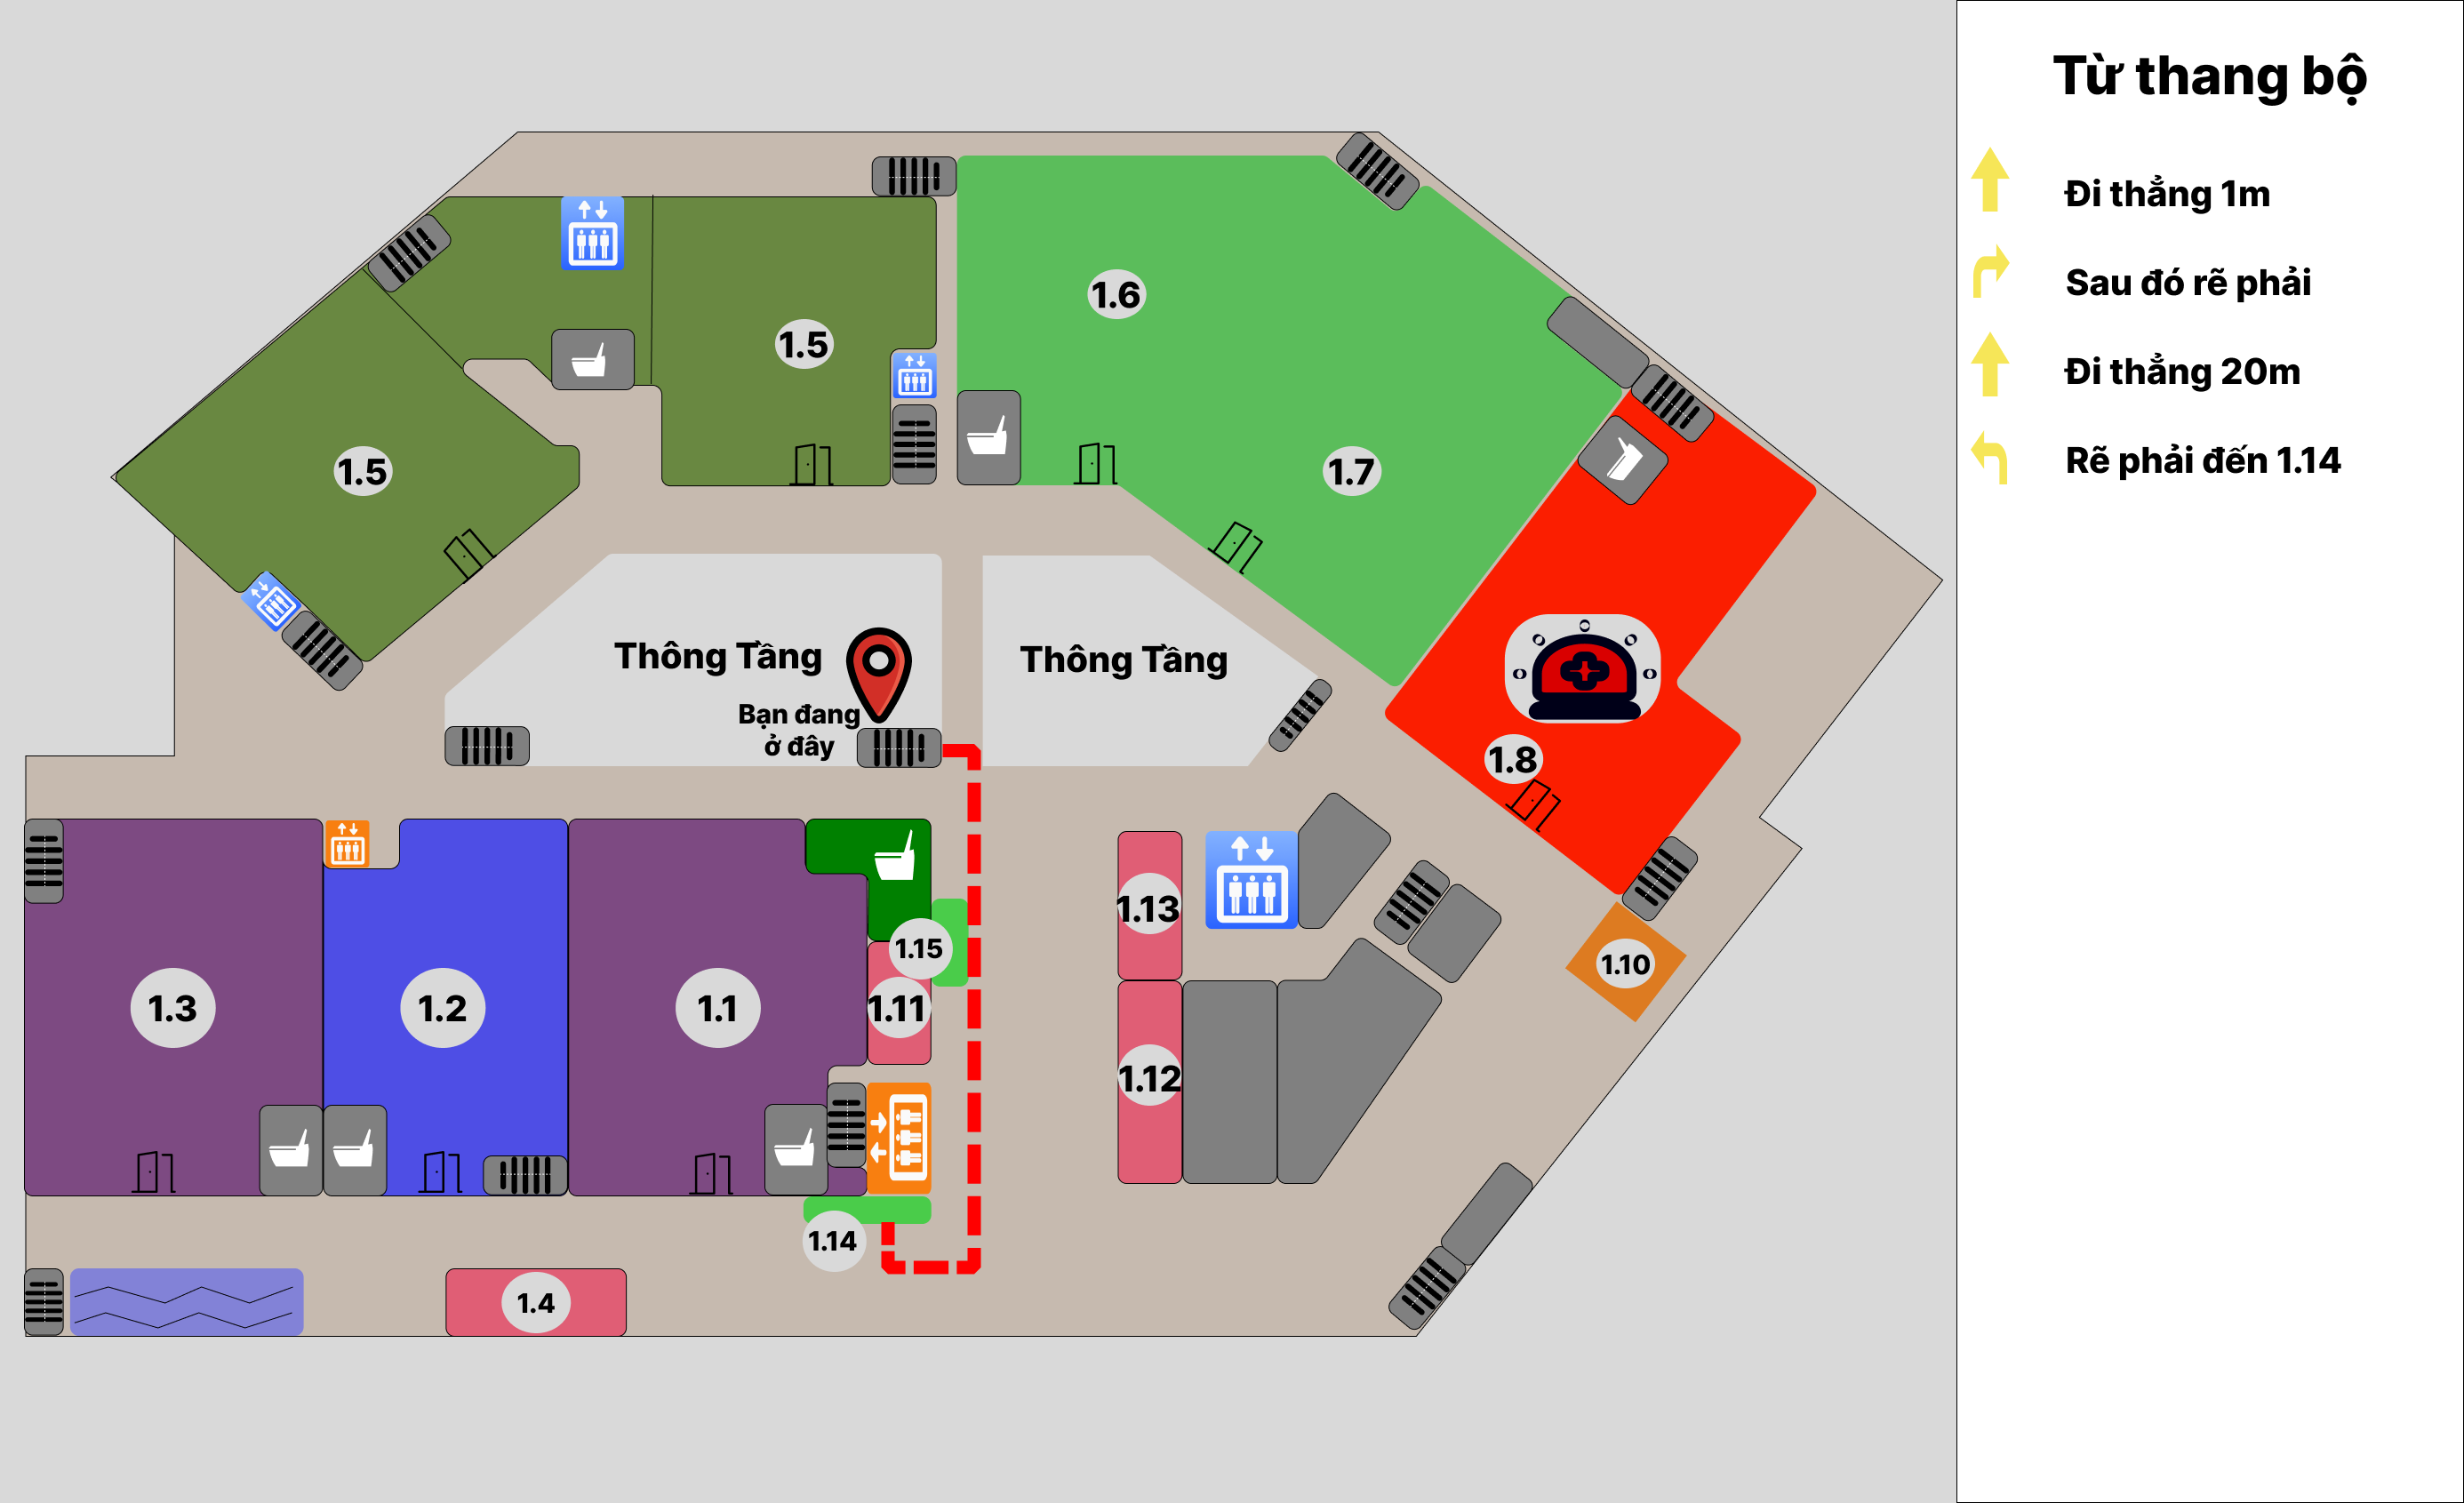 Từ thang bộ
Đi thẳng 1m
Sau đó rẽ phải
Đi thẳng 20m
Rẽ phải đến 1.14
1.6
1.5
1.5
1.7
Thông Tầng
Thông Tầng
Bạn đang
ở đây
1.8
1.13
1.15
1.10
1.3
1.2
1.1
1.11
1.12
1.14
1.4